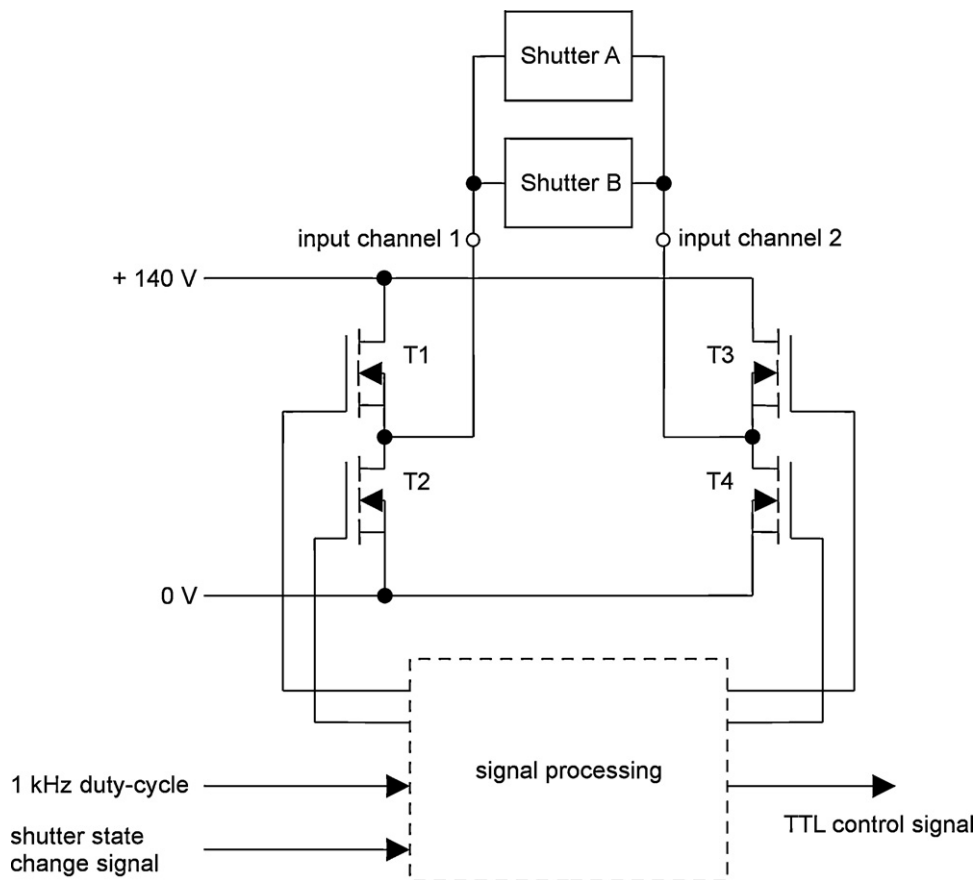 Shutter A
Shutter B
input channel 1
input channel 2
+ 140 V
T1
T3
T2
T4
0 V
signal processing
1 kHz duty-cycle
TTL control signal
shutter state
change signal